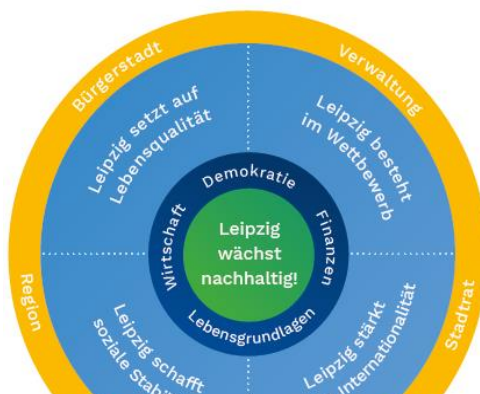 Bürgerstadt
Verwaltung
Leipzig setzt auf
Lebensqualität
Leipzig besteht
im Wettbewerb
Demokratie
Wirtschaft
Finanzen
Leipzig
wächst
nachhaltig!
Lebensgrundlagen
Region
Stadtrat
Leipzig schafft
soziale
Leipzig stärkt
Internationalität